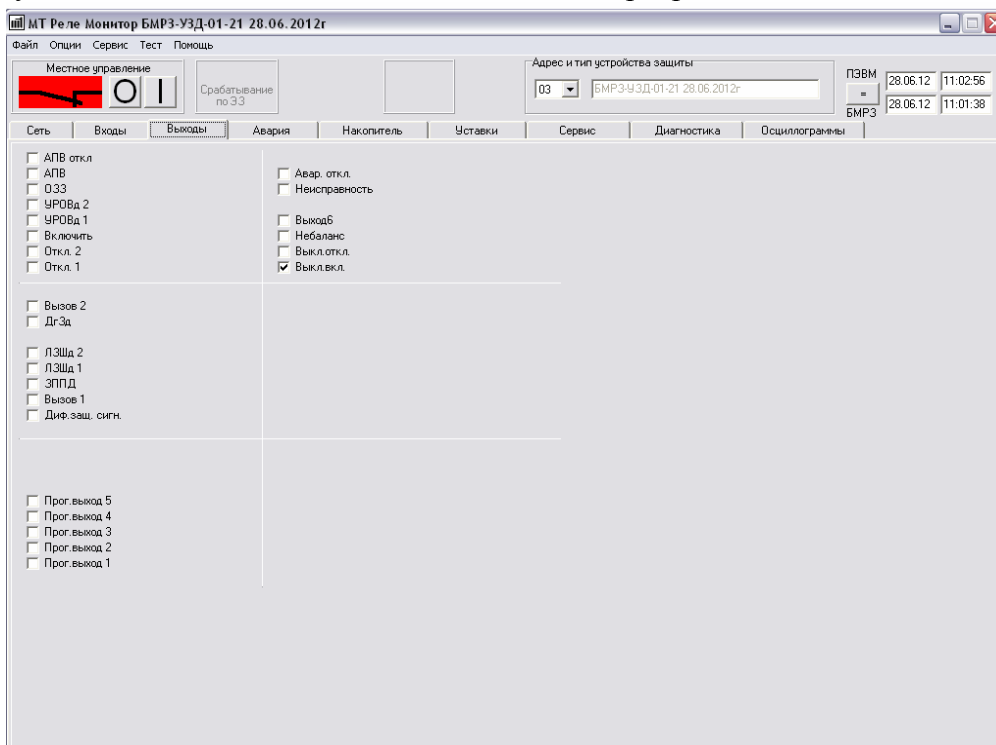 МТ Реле Монитор БМРЗ-УЗД-01-21 28.06.2012г
Файл Опции Сервис Тест Помощь
Местное управление
O I
Срабатывание
по ЗЗ
Адрес и тип устройства защиты
03 БМРЗ-УЗД-01-21 28.06.2012г
ПЭВМ 28.06.12 11:02:56
=
БМРЗ 28.06.12 11:01:38
Сеть Входы Выходы Авария Накопитель Уставки Сервис Диагностика Осциллограммы
АПВ откл
АПВ
ОЗЗ
УРОВд 2
УРОВд 1
Включить
Откл. 2
Откл. 1
Авар. откл.
Неисправность
Выход6
Небаланс
Выкл.откл.
Выкл.вкл.
Вызов 2
ДгЗд
ЛЗШд 2
ЛЗШд 1
ЗППД
Вызов 1
Диф.защ. сигн.
Прог.выход 5
Прог.выход 4
Прог.выход 3
Прог.выход 2
Прог.выход 1